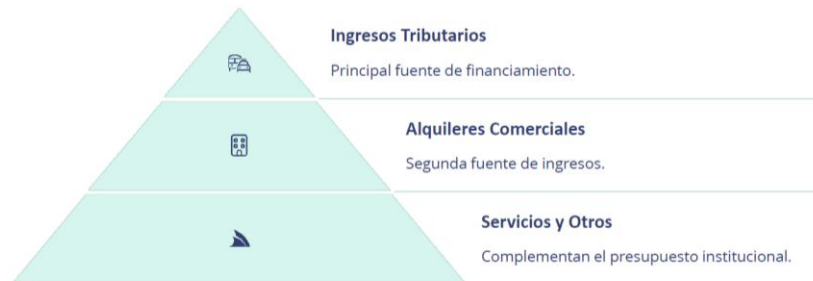 Ingresos Tributarios
Principal fuente de financiamiento.
Alquileres Comerciales
Segunda fuente de ingresos.
Servicios y Otros
Complementan el presupuesto institucional.